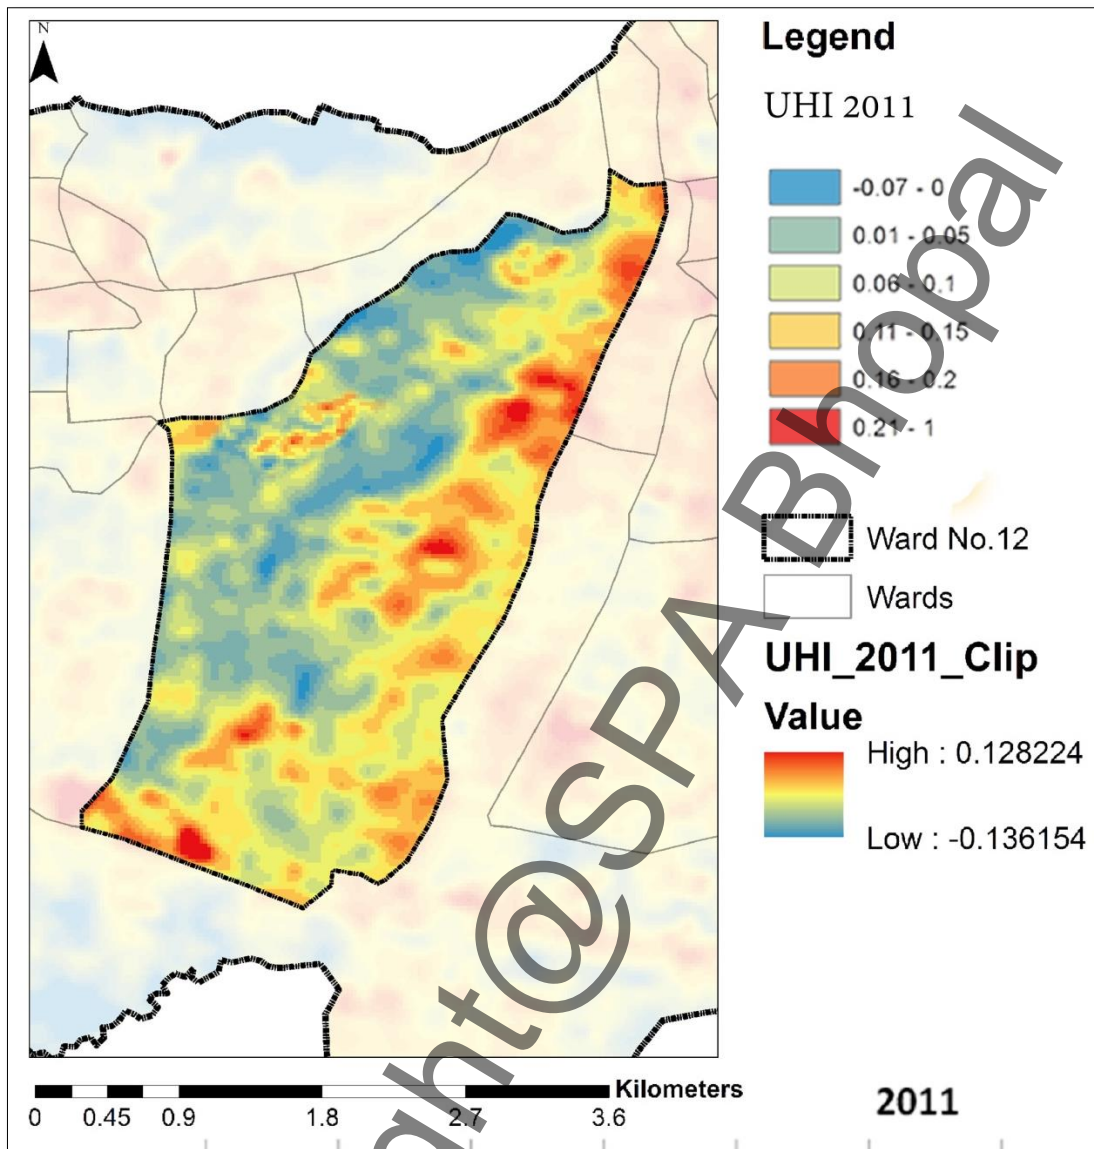 N
Legend
UHI 2011
-0.07 - 0
0.01 - 0.05
0.06 - 0.1
0.11 - 0.15
0.16 - 0.2
0.21 - 1
Ward No.12
Wards
UHI_2011_Clip
Value
High : 0.128224
Low : -0.136154
Kilometers
0 0.45 0.9 1.8 2.7 3.6
2011
ht@SPA Bhopal